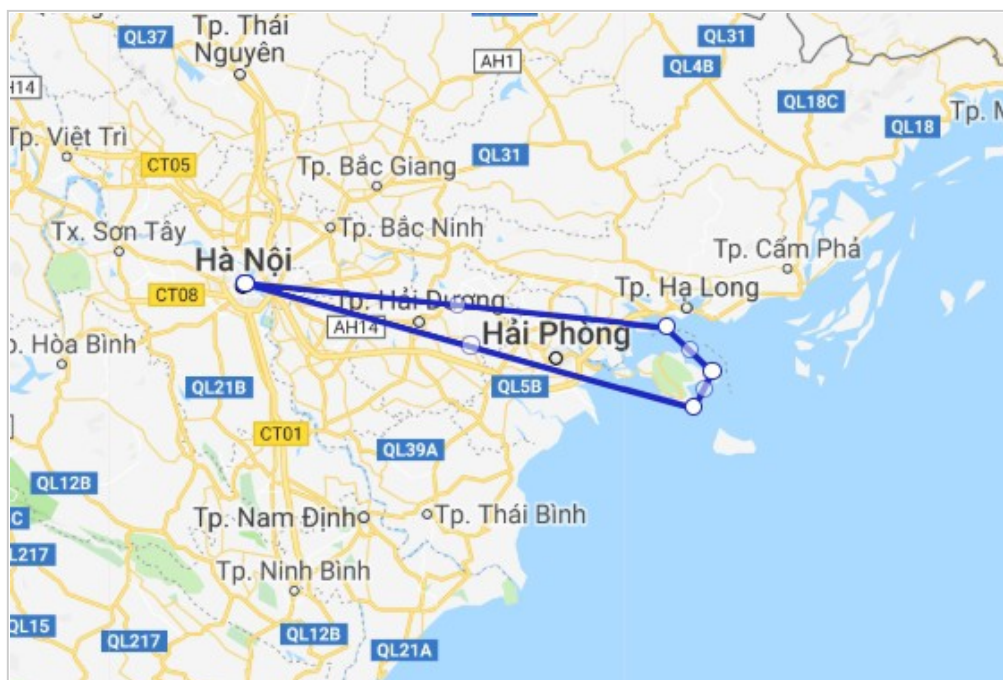 QL37
Tp. Thái
Nguyên
AH1
QL31
QL4B
H14
QL18C
QL18
Tp. M
Tp. Việt Trì
CT05
QL31
Tp. Bắc Giang
Tx. Sơn Tây
Tp. Bắc Ninh
Tp. Cẩm Phả
Hà Nội
CT08
Tp. Hải Dương
Tp. Hạ Long
AH14
Hải Phòng
o. Hòa Bình
QL21B
QL5B
CT01
QL39A
QL12B
C
L217
Tp. Nam Định
Tp. Thái Bình
Tp. Ninh Bình
QL15
QL217
QL12B
QL21A